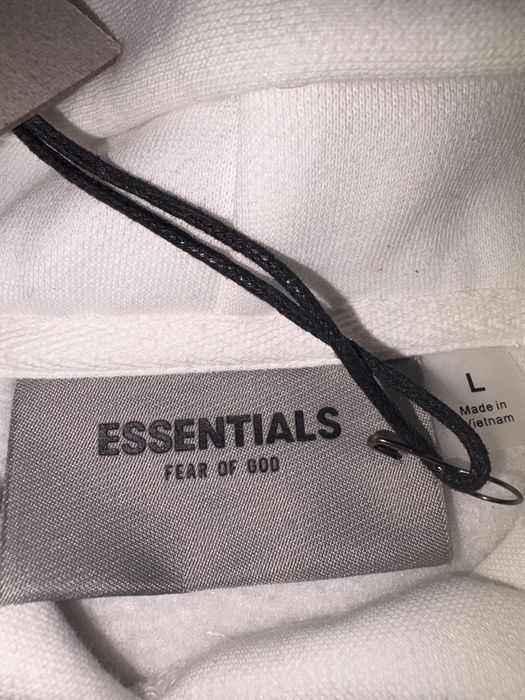 ESSENTIALS
FEAR OF GOD
L
Made in
Vietnam